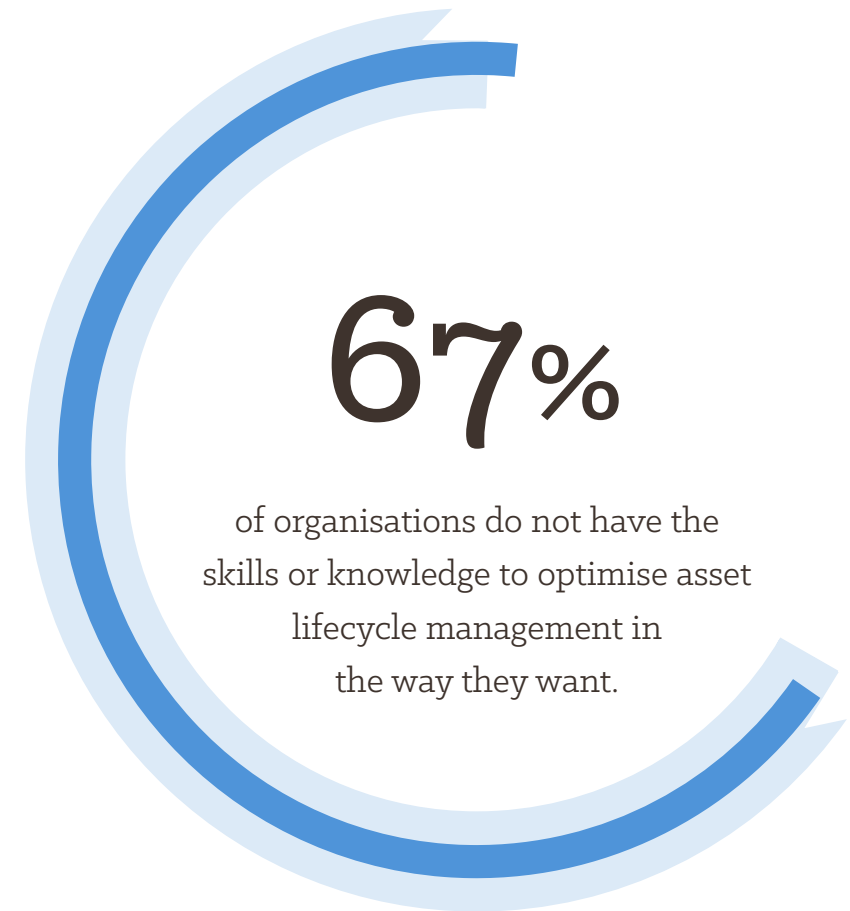 67%
of organisations do not have the
skills or knowledge to optimise asset
lifecycle management in
the way they want.